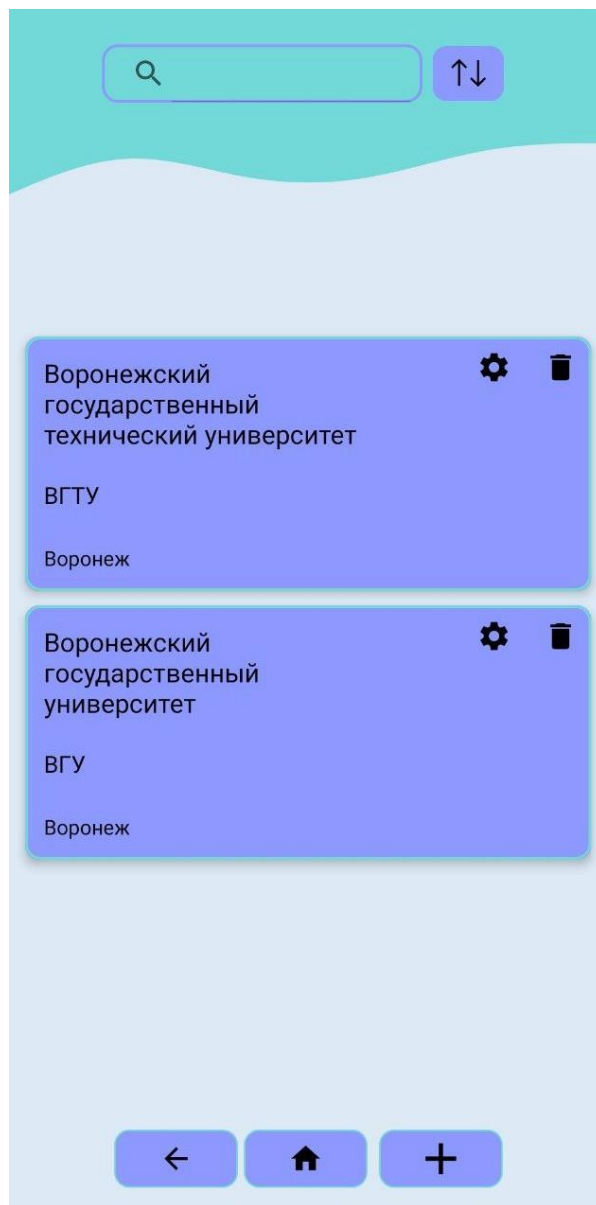 Воронежский
государственный
технический университет
ВГТУ
Воронеж
Воронежский
государственный
университет
ВГУ
Воронеж